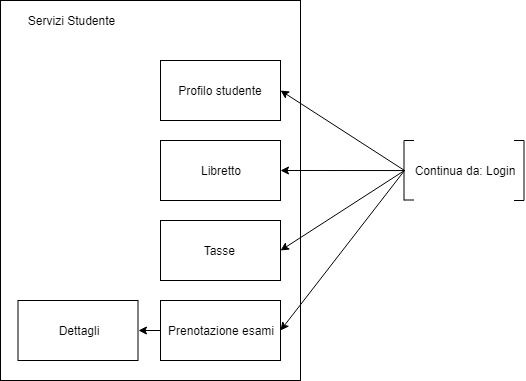 Servizi Studente
Profilo studente
Libretto
Continua da: Login
Tasse
Dettagli
Prenotazione esami